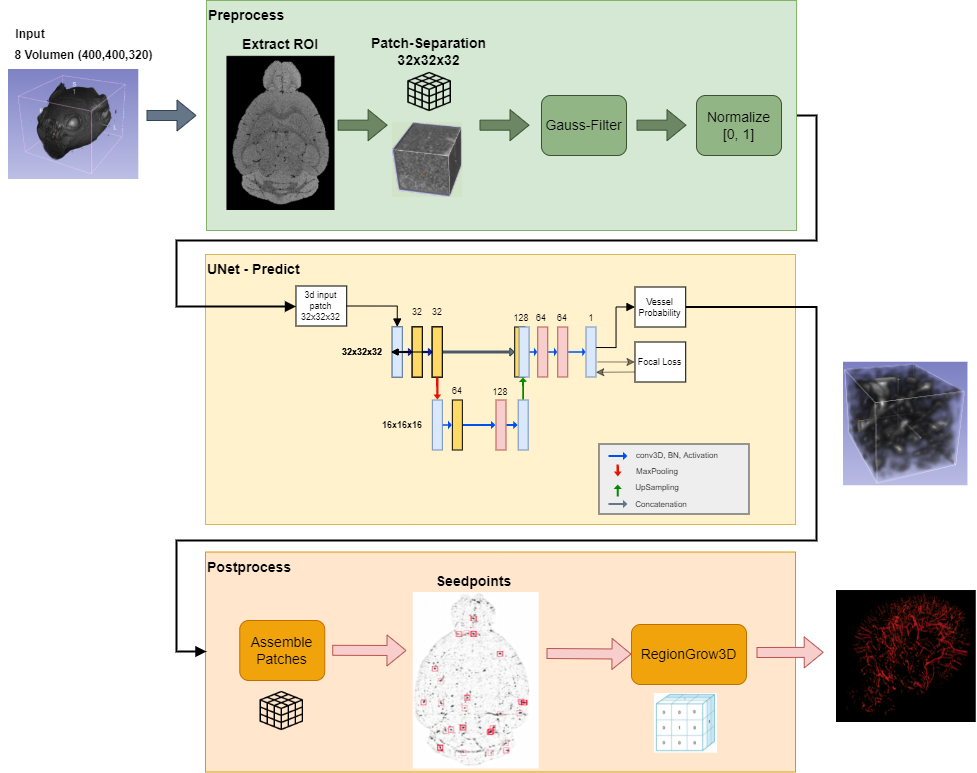 Input
8 Volumen (400,400,320)
Preprocess
Extract ROI
Patch-Separation
32x32x32
Gauss-Filter
Normalize
[0, 1]
UNet - Predict
3d input
patch
32x32x32
32
32
128
64
64
1
Vessel
Probability
32x32x32
Focal Loss
64
128
16x16x16
conv3D, BN, Activation
MaxPooling
UpSampling
Concatenation
Postprocess
Seedpoints
Assemble
Patches
RegionGrow3D